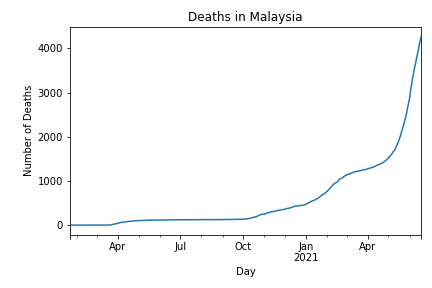 Deaths in Malaysia
Number of Deaths
4000
3000
2000
1000
0
Apr
Jul
Oct
Jan
2021
Apr
Day